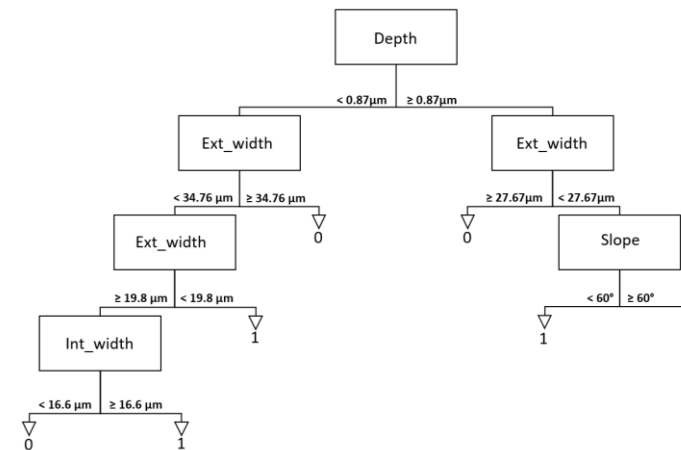 Depth
< 0.87µm ≥ 0.87µm
Ext_width Ext_width
< 34.76 µm ≥ 34.76 µm ≥ 27.67µm < 27.67µm
0 0
Ext_width Slope
≥ 19.8 µm < 19.8 µm < 60° ≥ 60°
1 1
Int_width
< 16.6 µm ≥ 16.6 µm
0 1